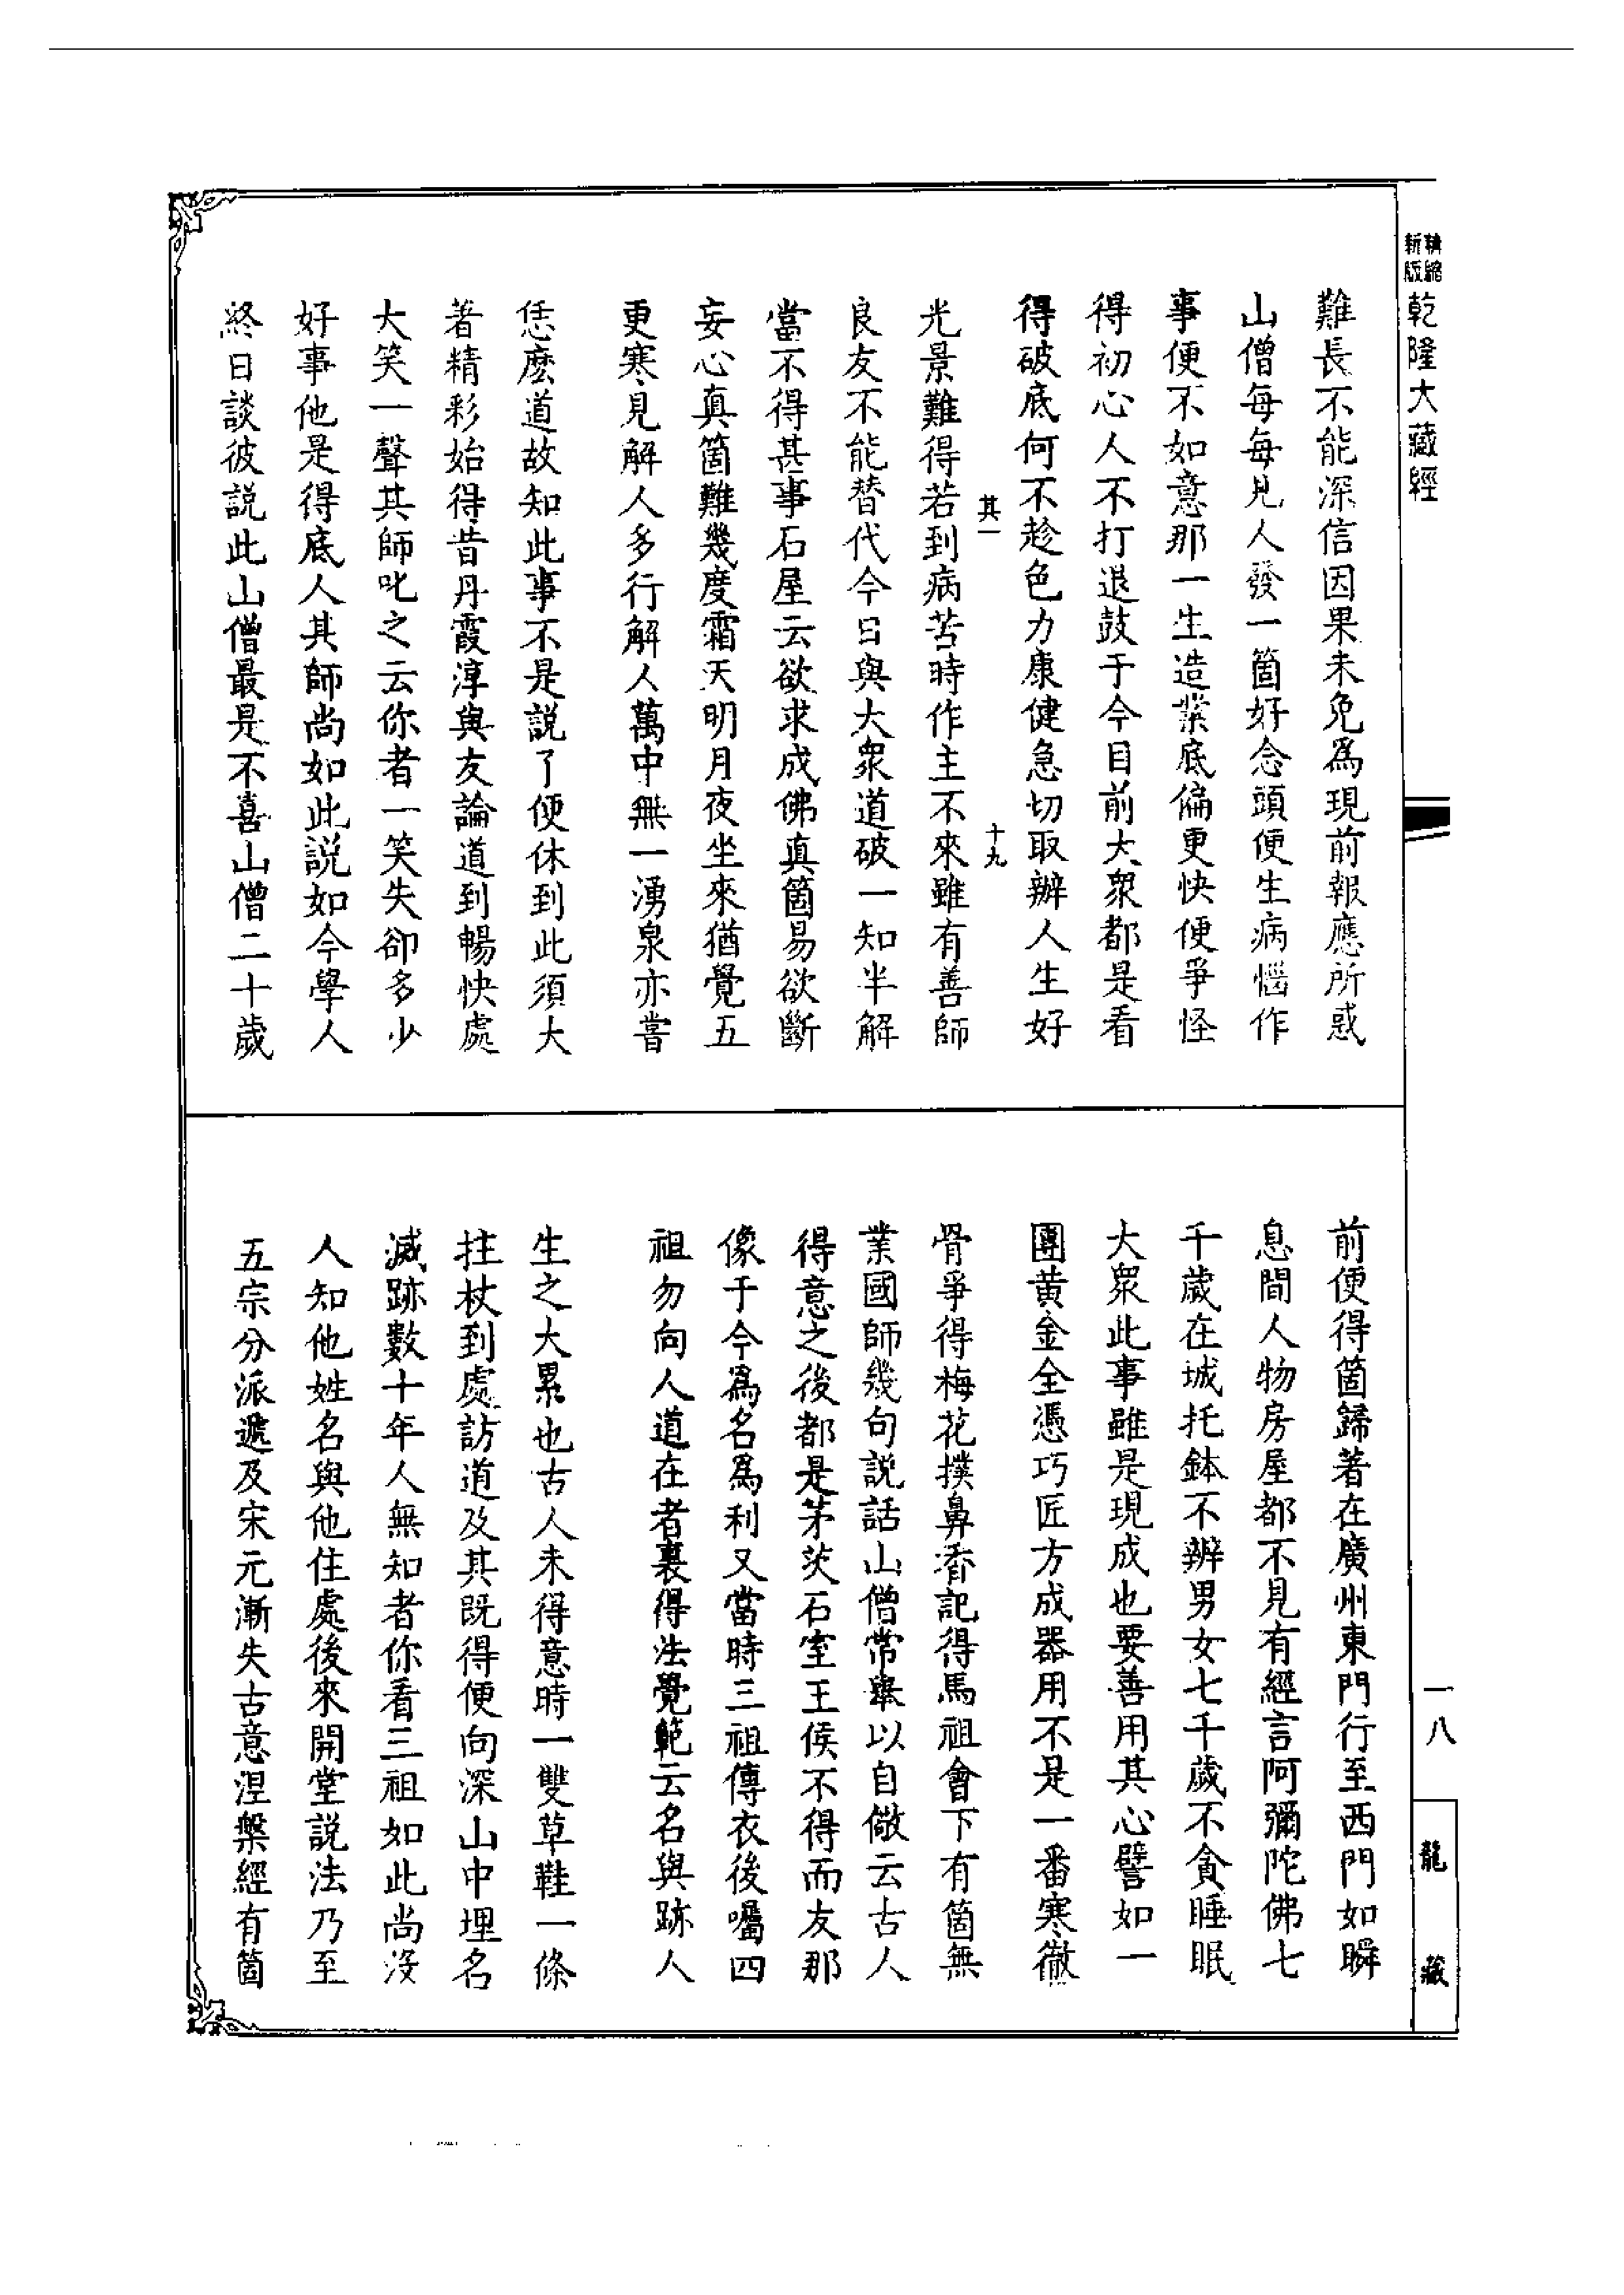 精縮
新版
乾隆大藏經
難長不能深信因果未免為現前報應所惑
山僧每每見人發一箇好念頭便生病惱作
事便不如意那一生造業底偏更快便爭怪
得初心人不打退鼓于今目前大眾都是看
得破底何不趁色力康健急切取辦人生好
其一
十九
光景難得若到病苦時作主不來雖有善師
良友不能替代今日與大眾道破一知半解
當不得甚事石屋云欲求成佛真箇易欲斷
妄心真箇難幾度霜天明月夜坐來猶覺五
更寒見解人多行解人萬中無一湧泉亦嘗
恁麼道故知此事不是說了便休到此須大
著精彩始得昔丹霞淳與友論道到暢快處
大笑一聲其師叱之云你者一笑失卻多少
好事他是得底人其師尚如此說如今學人
終日談彼說此山僧最是不喜山僧二十歲
前便得箇歸著在廣州東門行至西門如瞬
息間人物房屋都不見有經言阿彌陀佛七
千歲在城托鉢不辨男女七千歲不貪睡眠
大眾此事雖是現成也要善用其心譬如一
團黃金全憑巧匠方成器用不是一番寒徹
骨爭得梅花撲鼻香記得馬祖會下有箇無
業國師幾句說話山僧常舉以自儆云古人
得意之後都是茅茨石室王侯不得而友那
像于今為名為利又當時三祖傳衣後囑四
祖勿向人道在者裏得法覺範云名與跡人
生之大累也古人未得意時一雙草鞋一條
拄杖到處訪道及其既得便向深山中埋名
滅跡數十年人無知者你看三祖如此尚沒
人知他姓名與他住處後來開堂說法乃至
五宗分派遞及宋元漸失古意涅槃經有箇
一八
龍藏